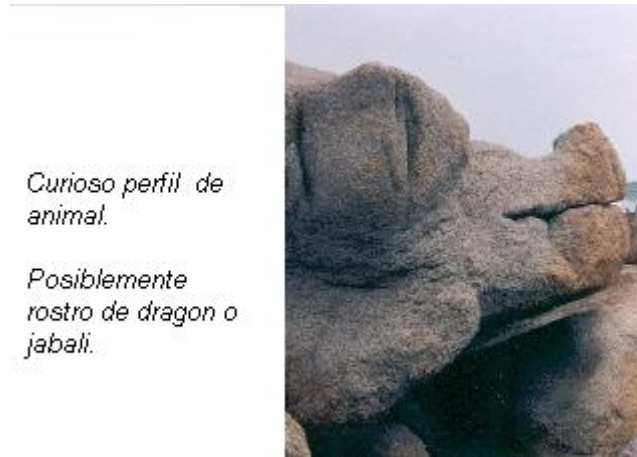 Curioso perfil de
animal.
Posiblemente
rostro de dragon o
jabali.